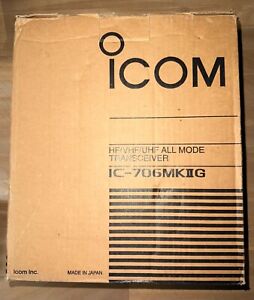 ICOM
HF/VHF/UHF ALL MODE
TRANSCEIVER
IC-706MKⅡG
Icom Inc.
MADE IN JAPAN